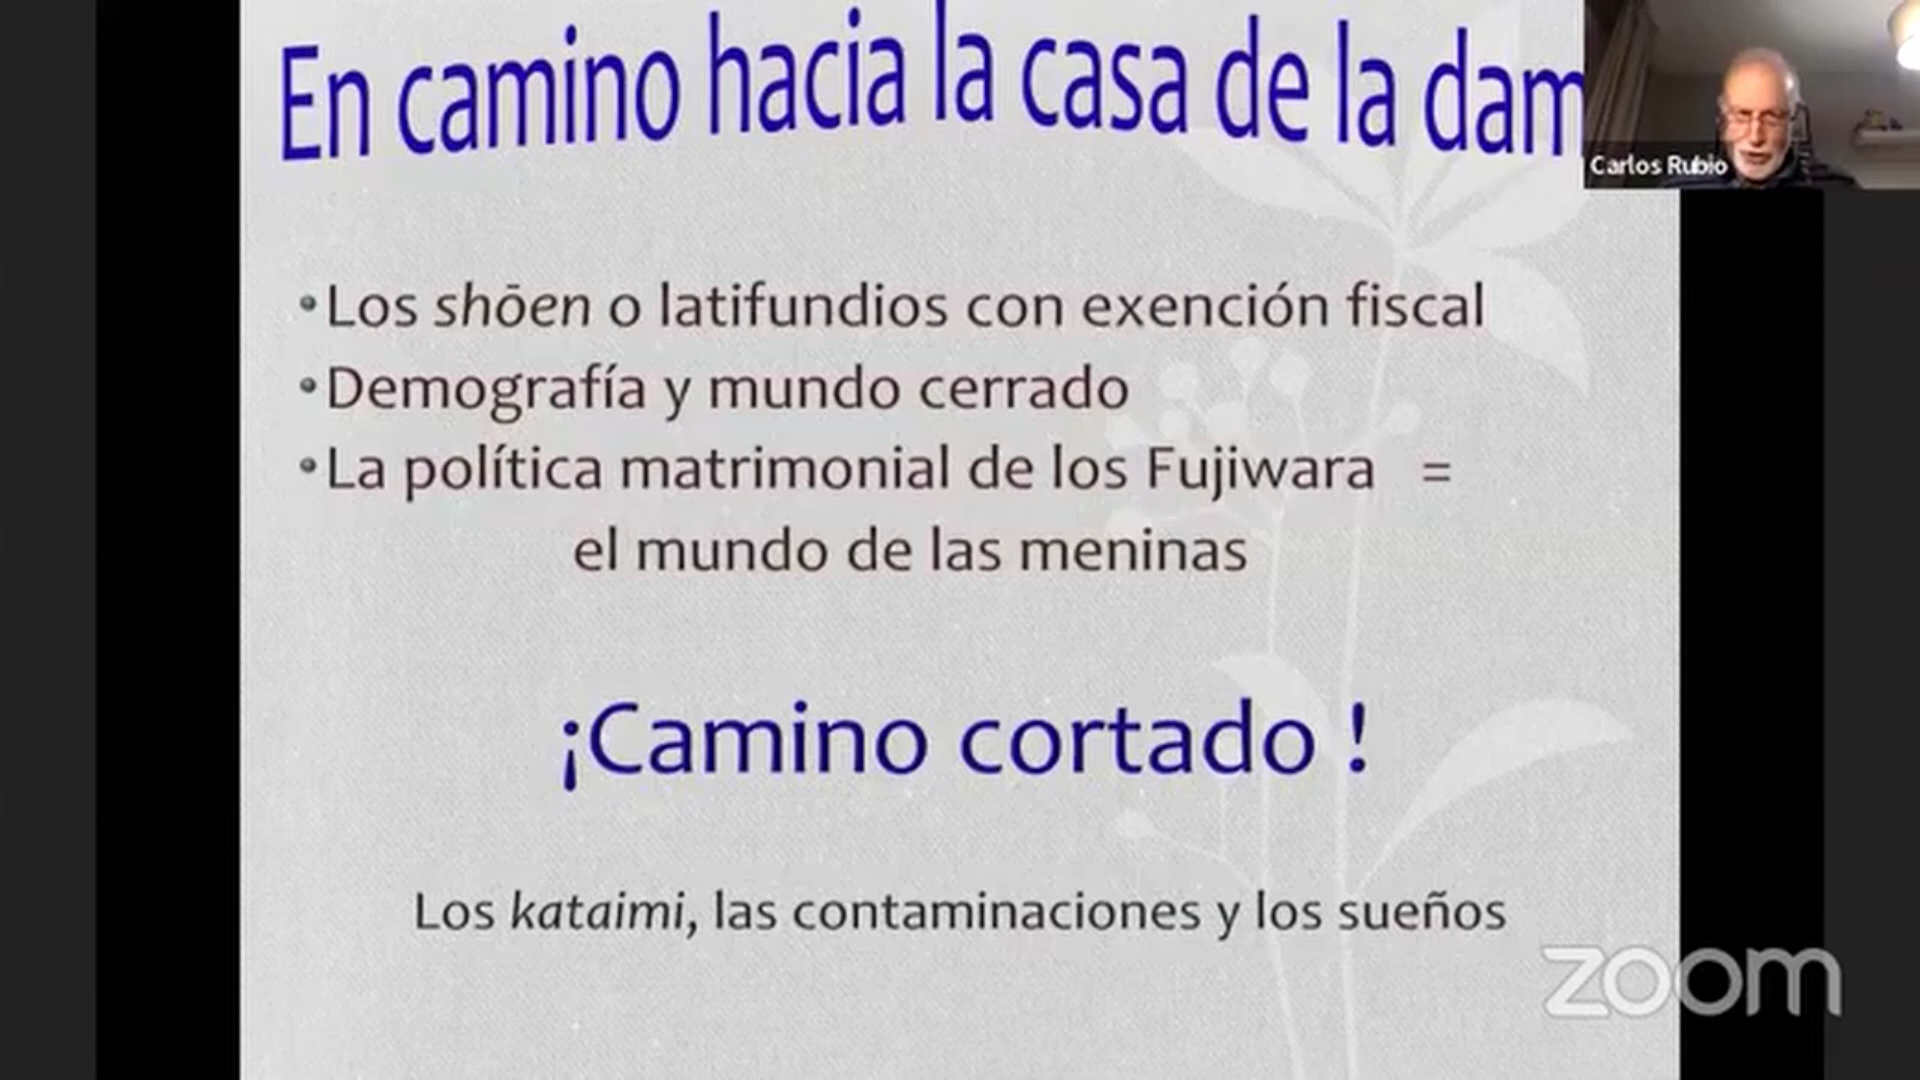 En camino hacia la casa de la dam
Carlos Rubio
•Los shōen o latifundios con exención fiscal
•Demografía y mundo cerrado
•La política matrimonial de los Fujiwara =
el mundo de las meninas
¡Camino cortado !
Los kataimi, las contaminaciones y los sueños
zoom